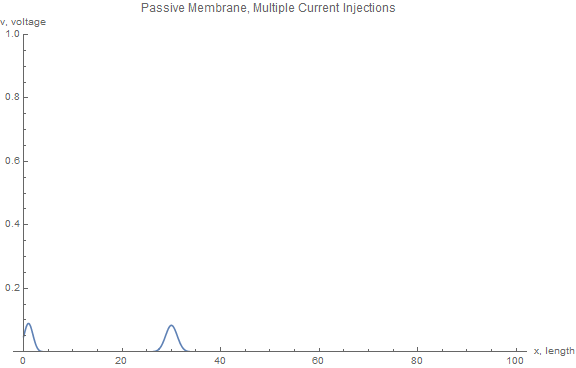 Passive Membrane, Multiple Current Injections
v, voltage
1.0
0.8
0.6
0.4
0.2
0 20 40 60 80 100 x, length